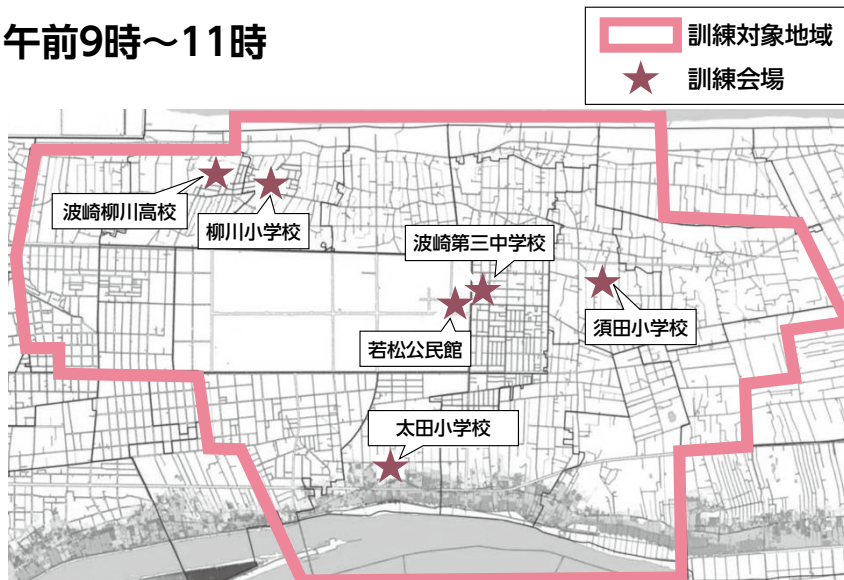 午前9時～11時
訓練対象地域
訓練会場
波崎柳川高校
柳川小学校
波崎第三中学校
若松公民館
須田小学校
太田小学校